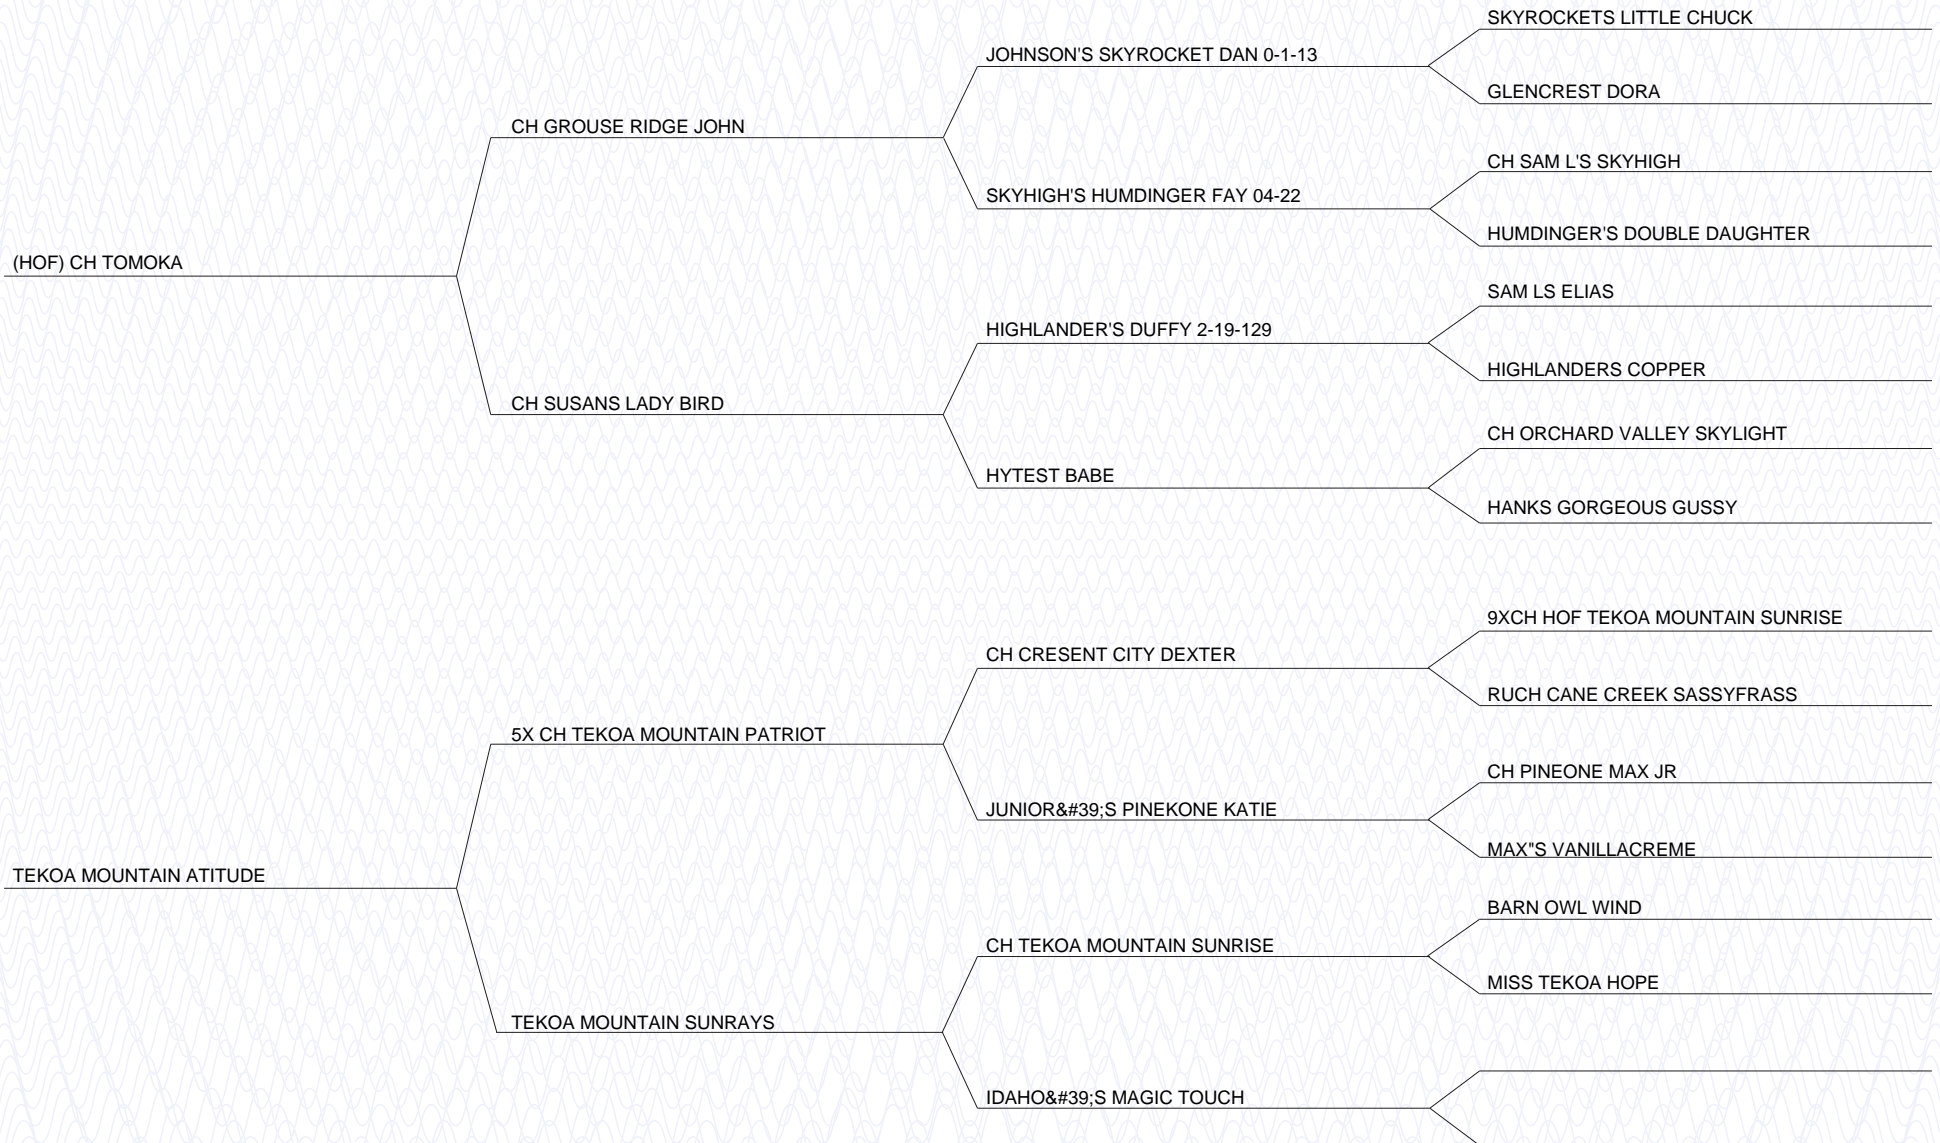 SKYROCKETS LITTLE CHUCK
JOHNSON'S SKYROCKET DAN 0-1-13
GLENCREST DORA
CH GROUSE RIDGE JOHN
CH SAM L'S SKYHIGH
SKYHIGH'S HUMDINGER FAY 04-22
HUMDINGER'S DOUBLE DAUGHTER
(HOF) CH TOMOKA
SAM LS ELIAS
HIGHLANDER'S DUFFY 2-19-129
HIGHLANDERS COPPER
CH SUSANS LADY BIRD
CH ORCHARD VALLEY SKYLIGHT
HYTEST BABE
HANKS GORGEOUS GUSSY
9XCH HOF TEKOA MOUNTAIN SUNRISE
CH CRESENT CITY DEXTER
RUCH CANE CREEK SASSYFRASS
5X CH TEKOA MOUNTAIN PATRIOT
CH PINEONE MAX JR
JUNIOR&#39;S PINEKONE KATIE
MAX"S VANILLACREME
TEKOA MOUNTAIN ATITUDE
BARN OWL WIND
CH TEKOA MOUNTAIN SUNRISE
MISS TEKOA HOPE
TEKOA MOUNTAIN SUNRAYS
IDAHO&#39;S MAGIC TOUCH